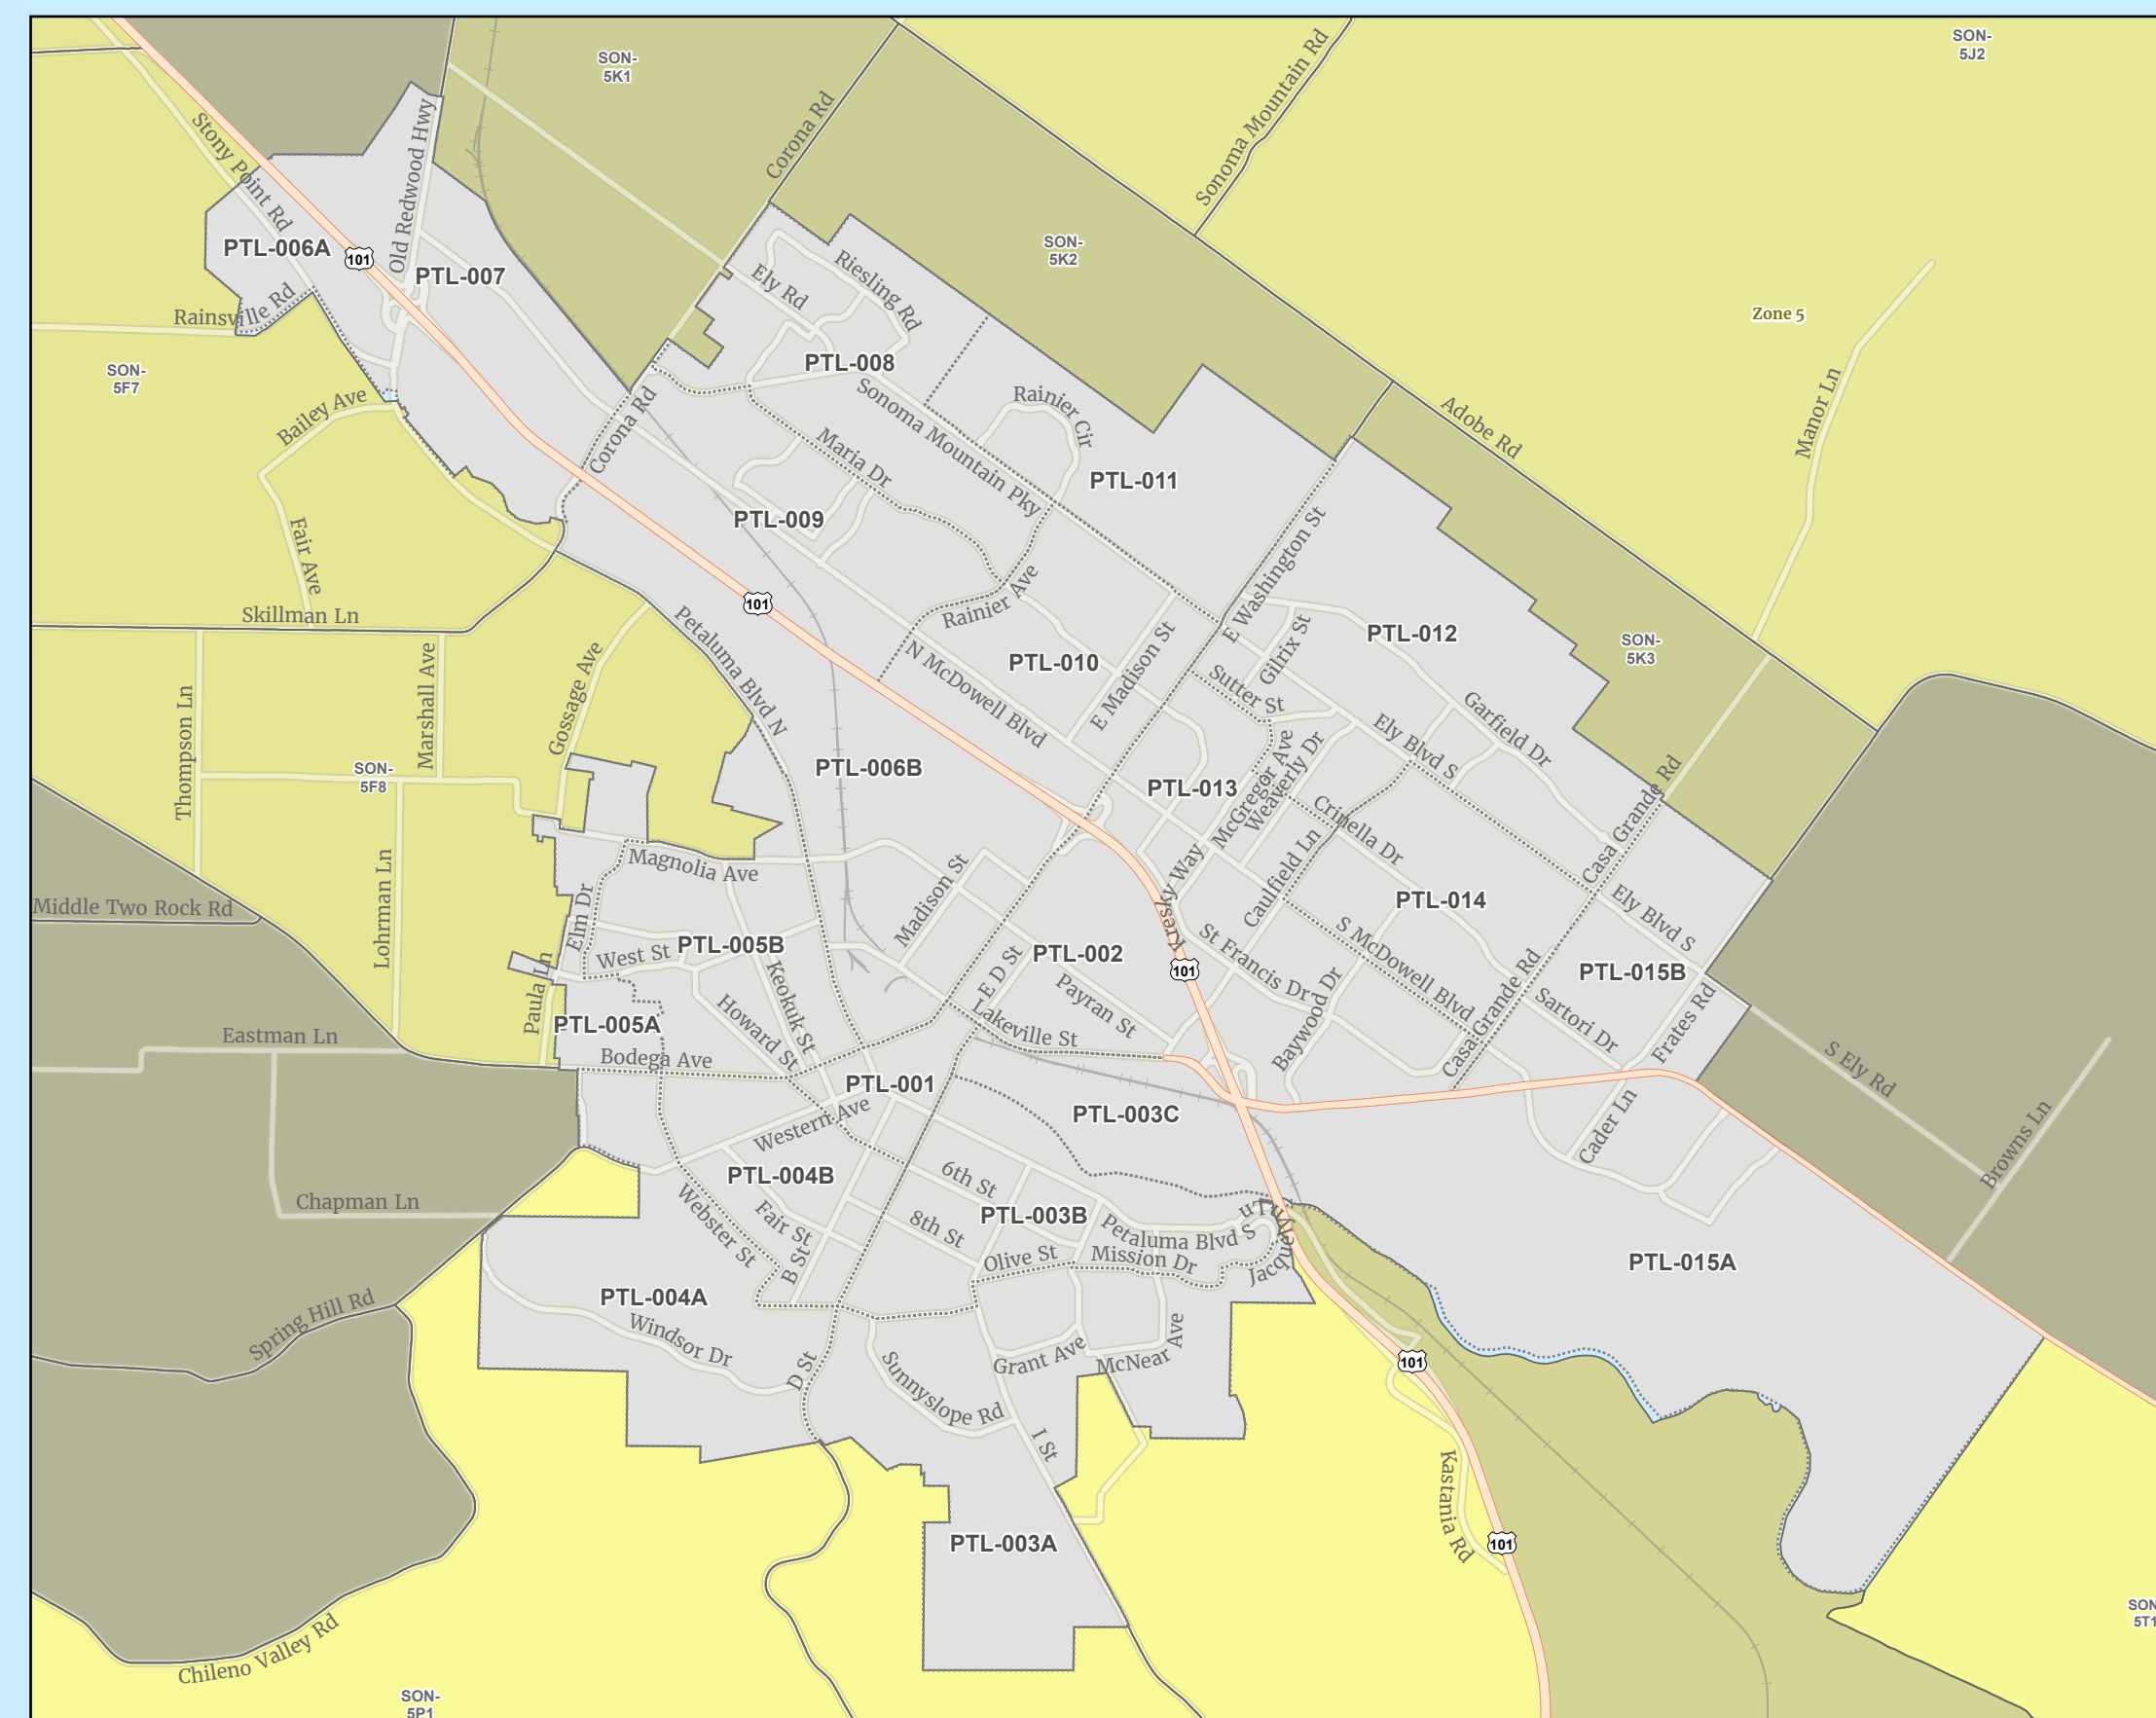 SON-
5K1
SON-
5J2
Sonoma Mountain Rd
Corona Rd
Stony Point Rd
Old Redwood Hwy
PTL-006A
101
PTL-007
SON-
5K2
Ely Rd
Riesling Rd
Rainsville Rd
Zone 5
SON-
5F7
PTL-008
Bailey Ave
Corona Rd
Sonoma Mountain Pky
Rainier Cir
Adobe Rd
Manor Ln
Maria Dr
PTL-011
PTL-009
Fair Ave
E Washington St
Skillman Ln
101
Rainier Ave
Petaluma Blvd N
PTL-012
SON-
5K3
PTL-010
Gilrix St
E Madison St
N McDowell Blvd
Sutter St
Gossage Ave
Marshall Ave
Thompson Ln
SON-
5F8
PTL-006B
Ely Blvd S
Garfield Dr
PTL-013
McGregor Ave
Weaverly Dr
Crinella Dr
Casa Grande Rd
Magnolia Ave
Madison St
Caulfield Ln
PTL-014
Middle Two Rock Rd
Lohrman Ln
Elm Dr
West St
PTL-005B
PTL-002
St Francis Dr
S McDowell Blvd
Ely Blvd S
PTL-015B
101
Paula Ln
Keokuk St
E D St
Payran St
Baywood Dr
Casa Grande Rd
Sartori Dr
Frates Rd
PTL-005A
Howard St
Lakeville St
Eastman Ln
Bodega Ave
PTL-001
S Ely Rd
PTL-003C
Western Ave
Cader Ln
Browns Ln
PTL-004B
6th St
Webster St
Chapman Ln
Fair St
8th St
PTL-003B
Petaluma Blvd S
Jacquelyn Ln
B St
Olive St
Mission Dr
PTL-015A
PTL-004A
Spring Hill Rd
Windsor Dr
D St
Grant Ave
McNear Ave
101
Sunnyslope Rd
I St
Kastania Rd
PTL-003A
101
SON-
5T1
Chileno Valley Rd
SON-
5P1